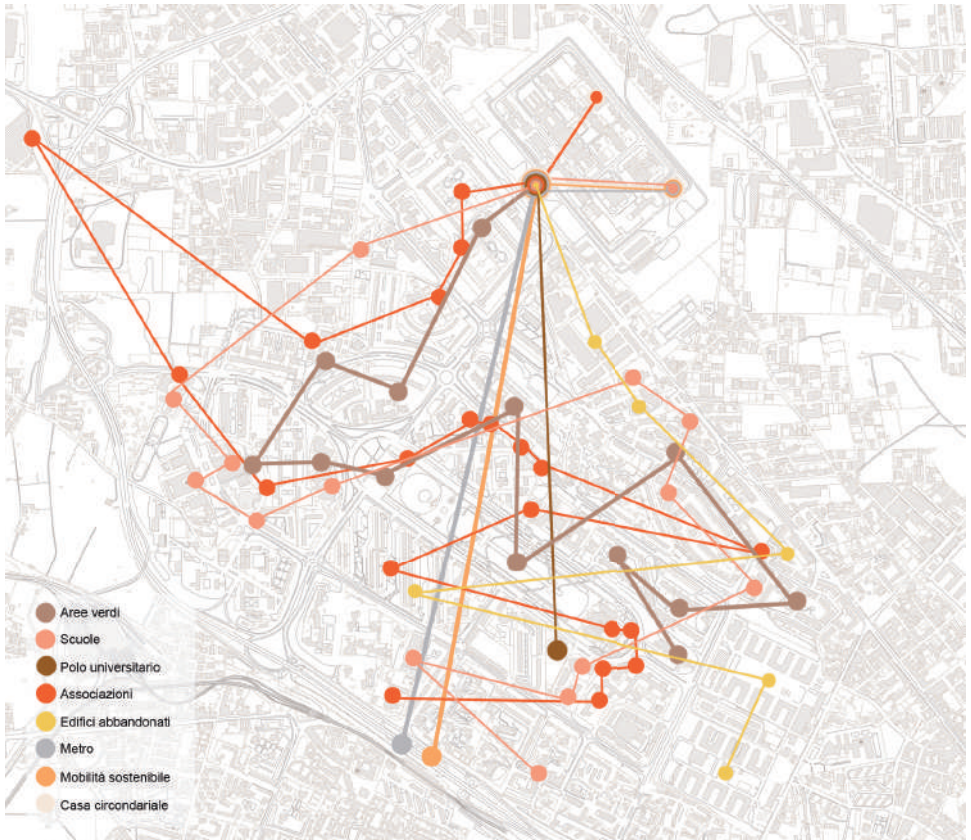 Aree verdi
Scuole
Polo universitario
Associazioni
Edifici abbandonati
Metro
Mobilità sostenibile
Casa circondariale